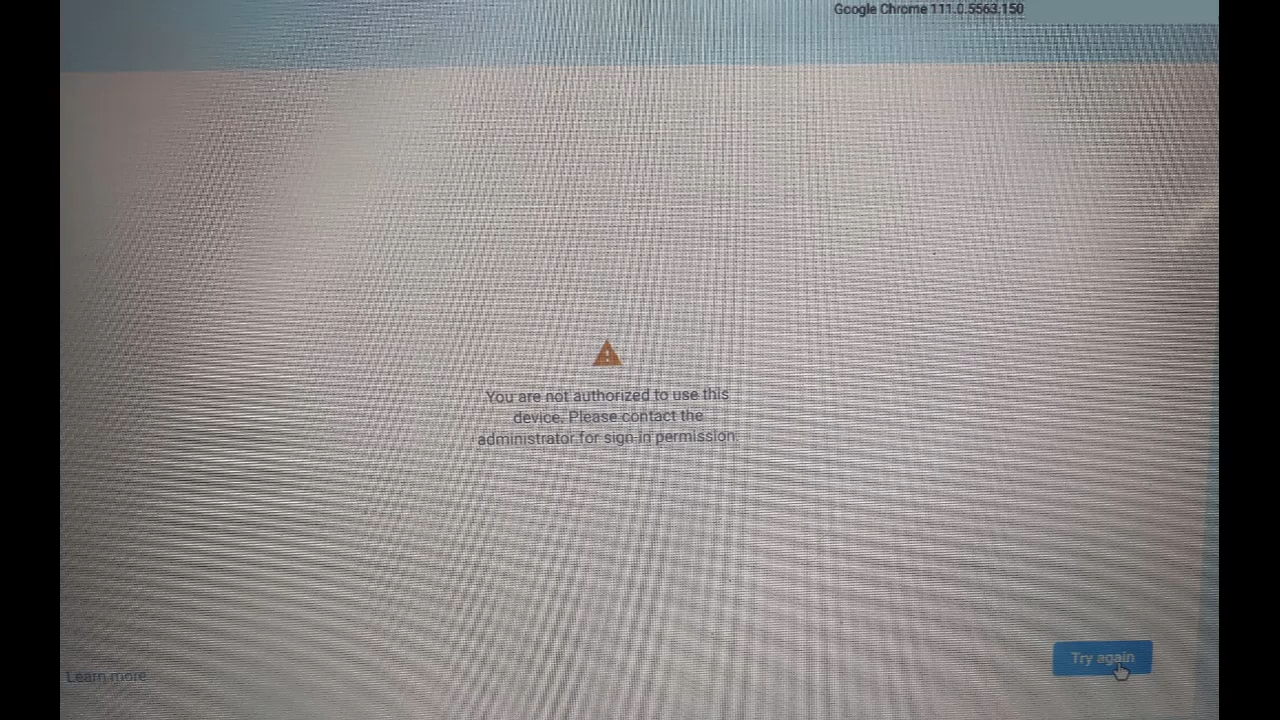 Google Chrome 111.0.5563.150
You are not authorized to use this
device. Please contact the
administrator for sign-in permission.
Learn more
Try again